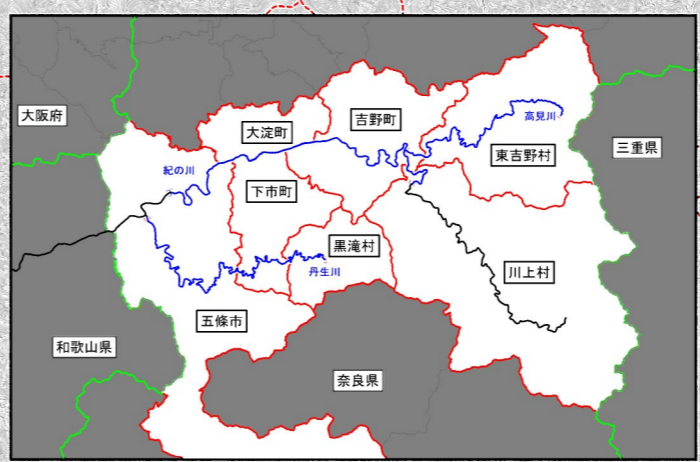 大阪府
大淀町
吉野町
高見川
東吉野村
三重県
紀の川
下市町
黒滝村
丹生川
川上村
五條市
和歌山県
奈良県